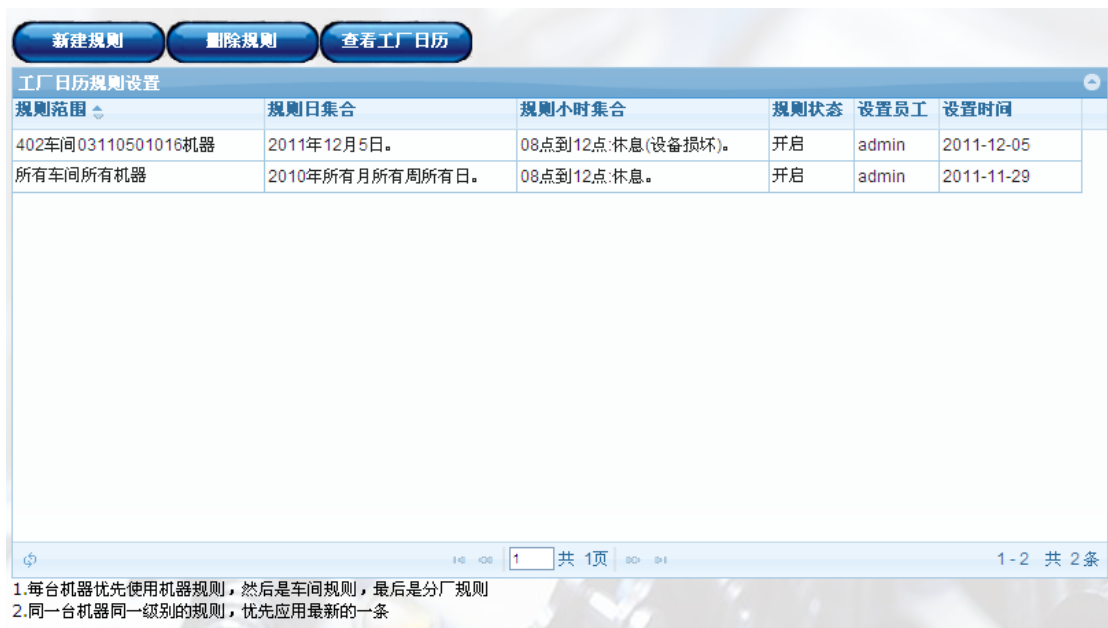 新建规则 删除规则 查看工厂日历
工厂日历规则设置
规则范围 规则日集合 规则小时集合 规则状态 设置员工 设置时间
402车间03110501016机器 2011年12月5日。 08点到12点:休息(设备损坏)。 开启 admin 2011-12-05
所有车间所有机器 2010年所有月所有周所有日。 08点到12点:休息。 开启 admin 2011-11-29
1 共 1页 1-2 共 2条
1.每台机器优先使用机器规则，然后是车间规则，最后是分厂规则
2.同一台机器同一级别的规则，优先应用最新的一条